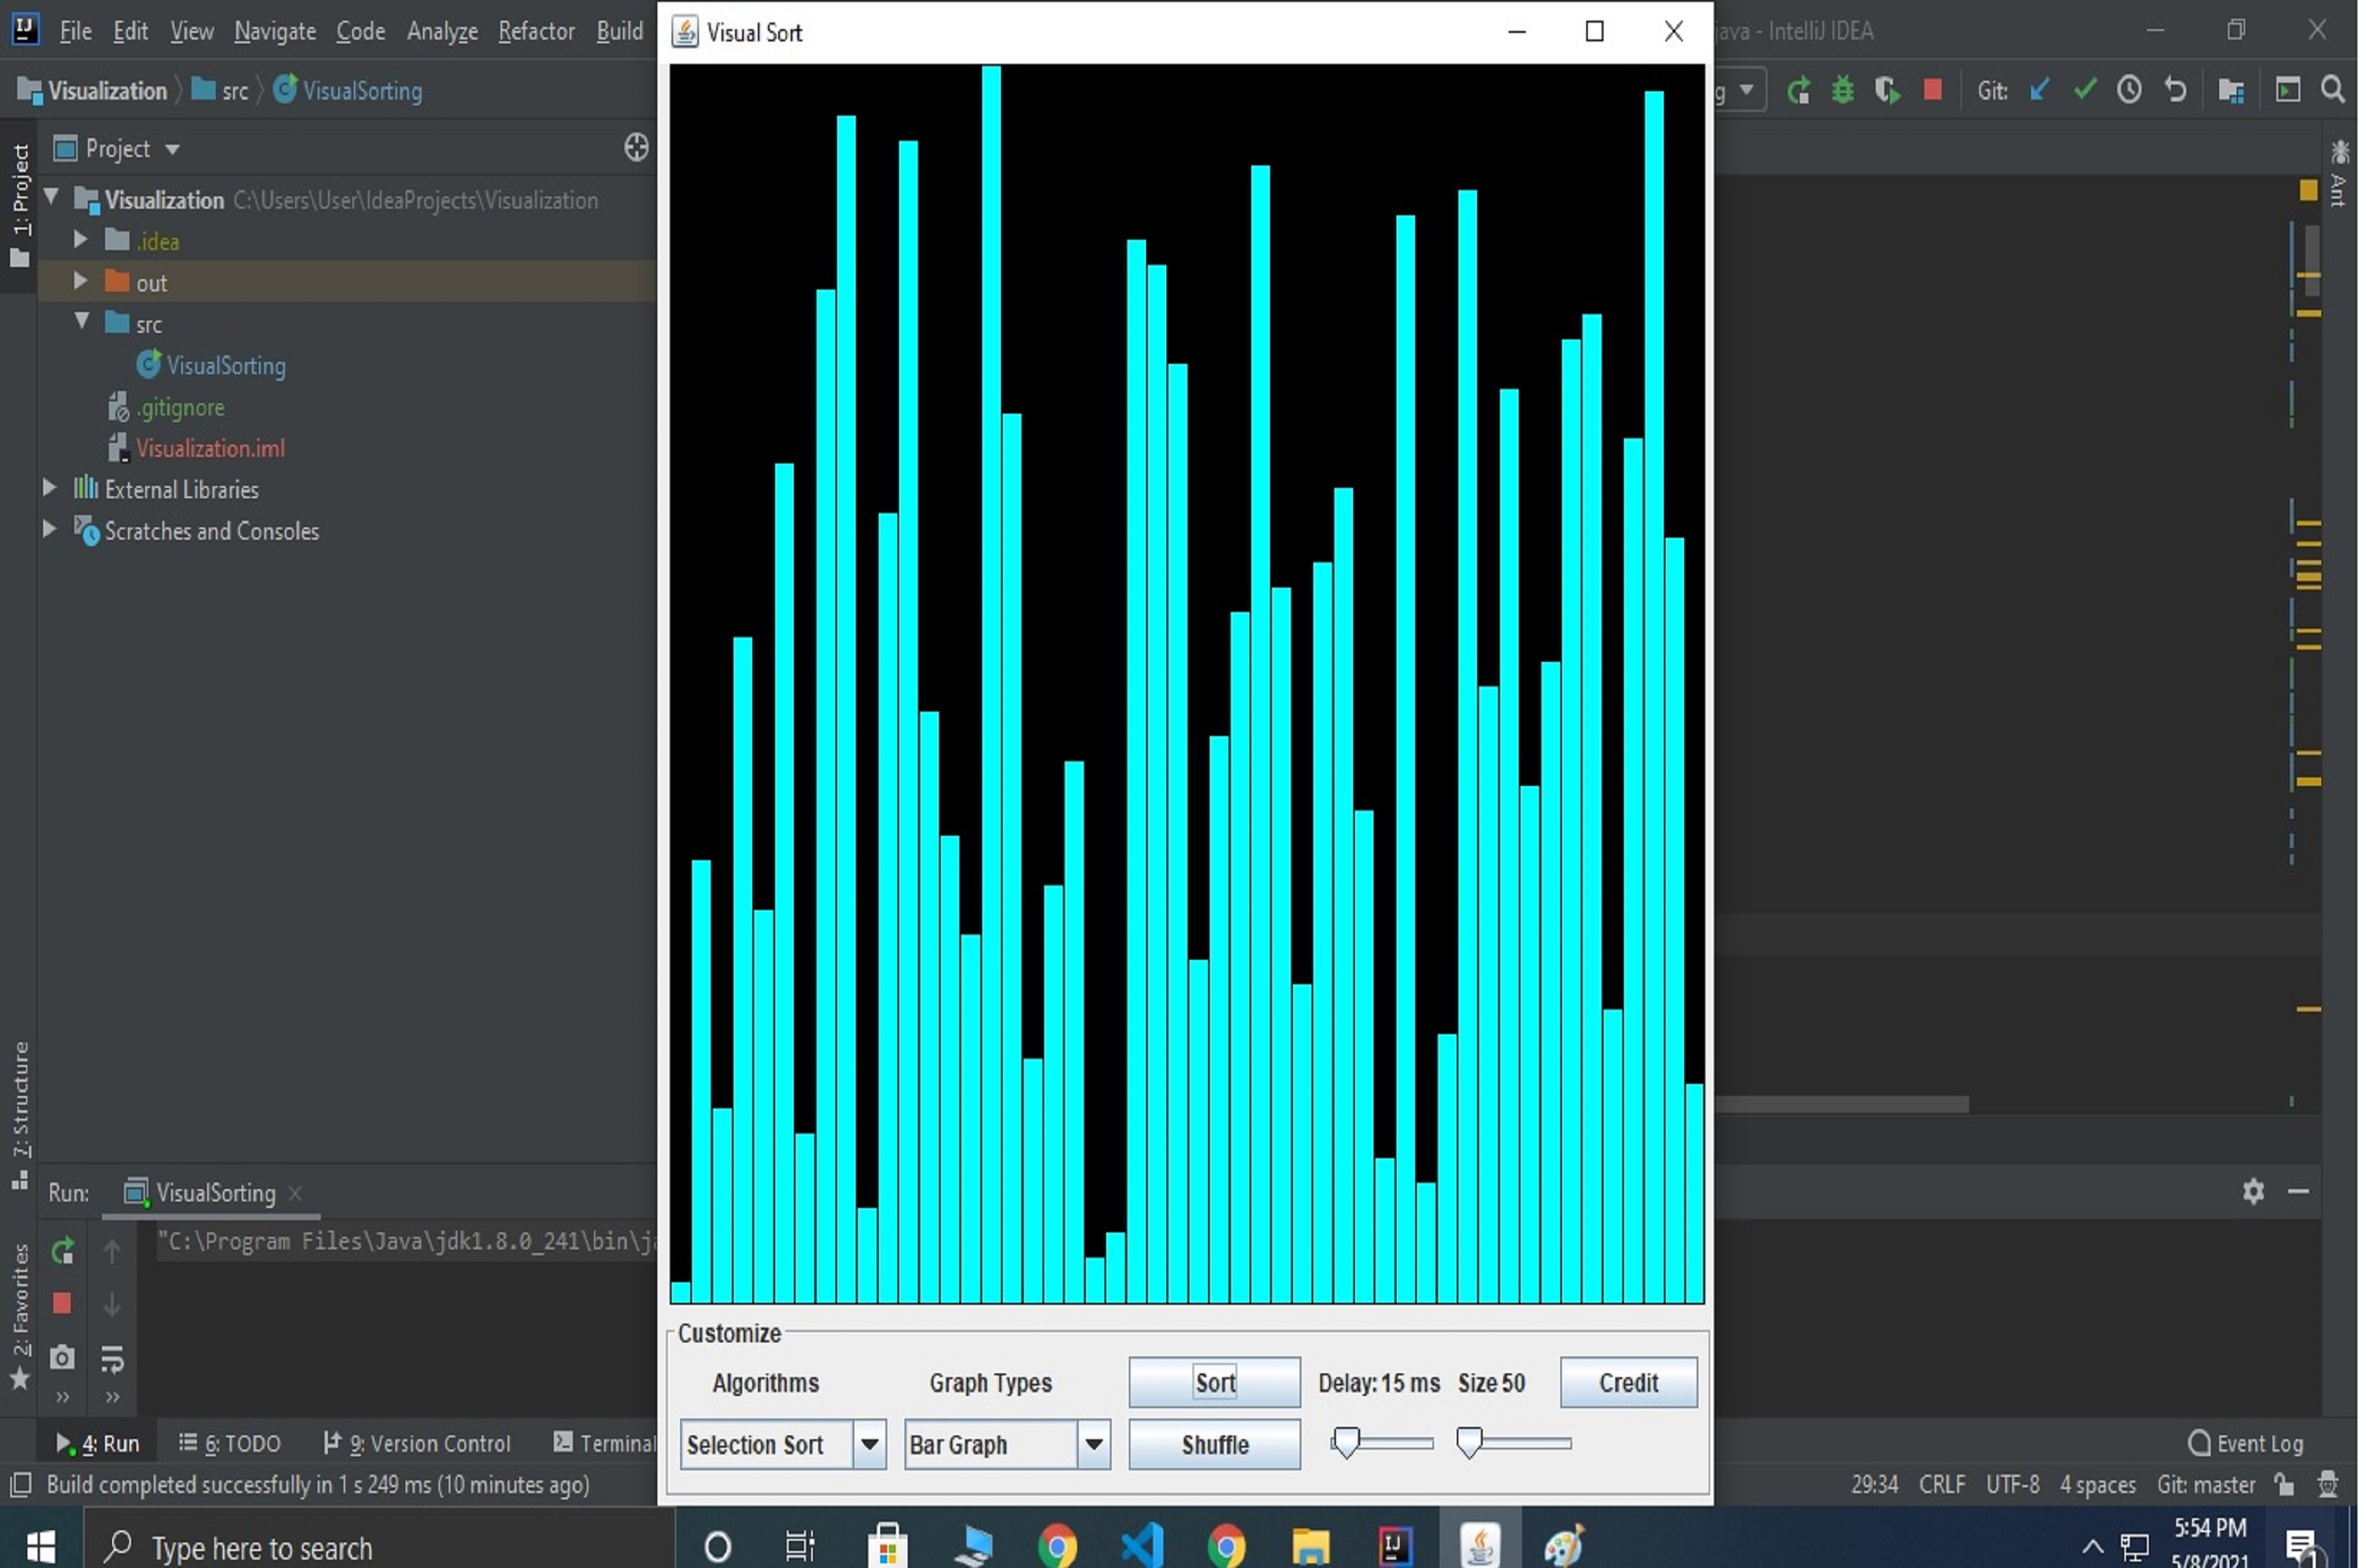 File Edit View Navigate Code Analyze Refactor Build
Visual Sort
java - IntelliJ IDEA
Visualization src VisualSorting
g
Git:
1: Project
Project
Ant
Visualization C:\Users\User\IdeaProjects\Visualization
.idea
out
src
VisualSorting
.gitignore
Visualization.iml
External Libraries
Scratches and Consoles
7: Structure
2: Favorites
Run: VisualSorting
"C:\Program Files\Java\jdk1.8.0_241\bin\ja
Customize
Algorithms Graph Types Sort Delay: 15 ms Size 50 Credit
Selection Sort Bar Graph Shuffle
4: Run 6: TODO 9: Version Control Terminal
Event Log
Build completed successfully in 1 s 249 ms (10 minutes ago)
29:34 CRLF UTF-8 4 spaces Git: master
Type here to search
5:54 PM
5/8/2021